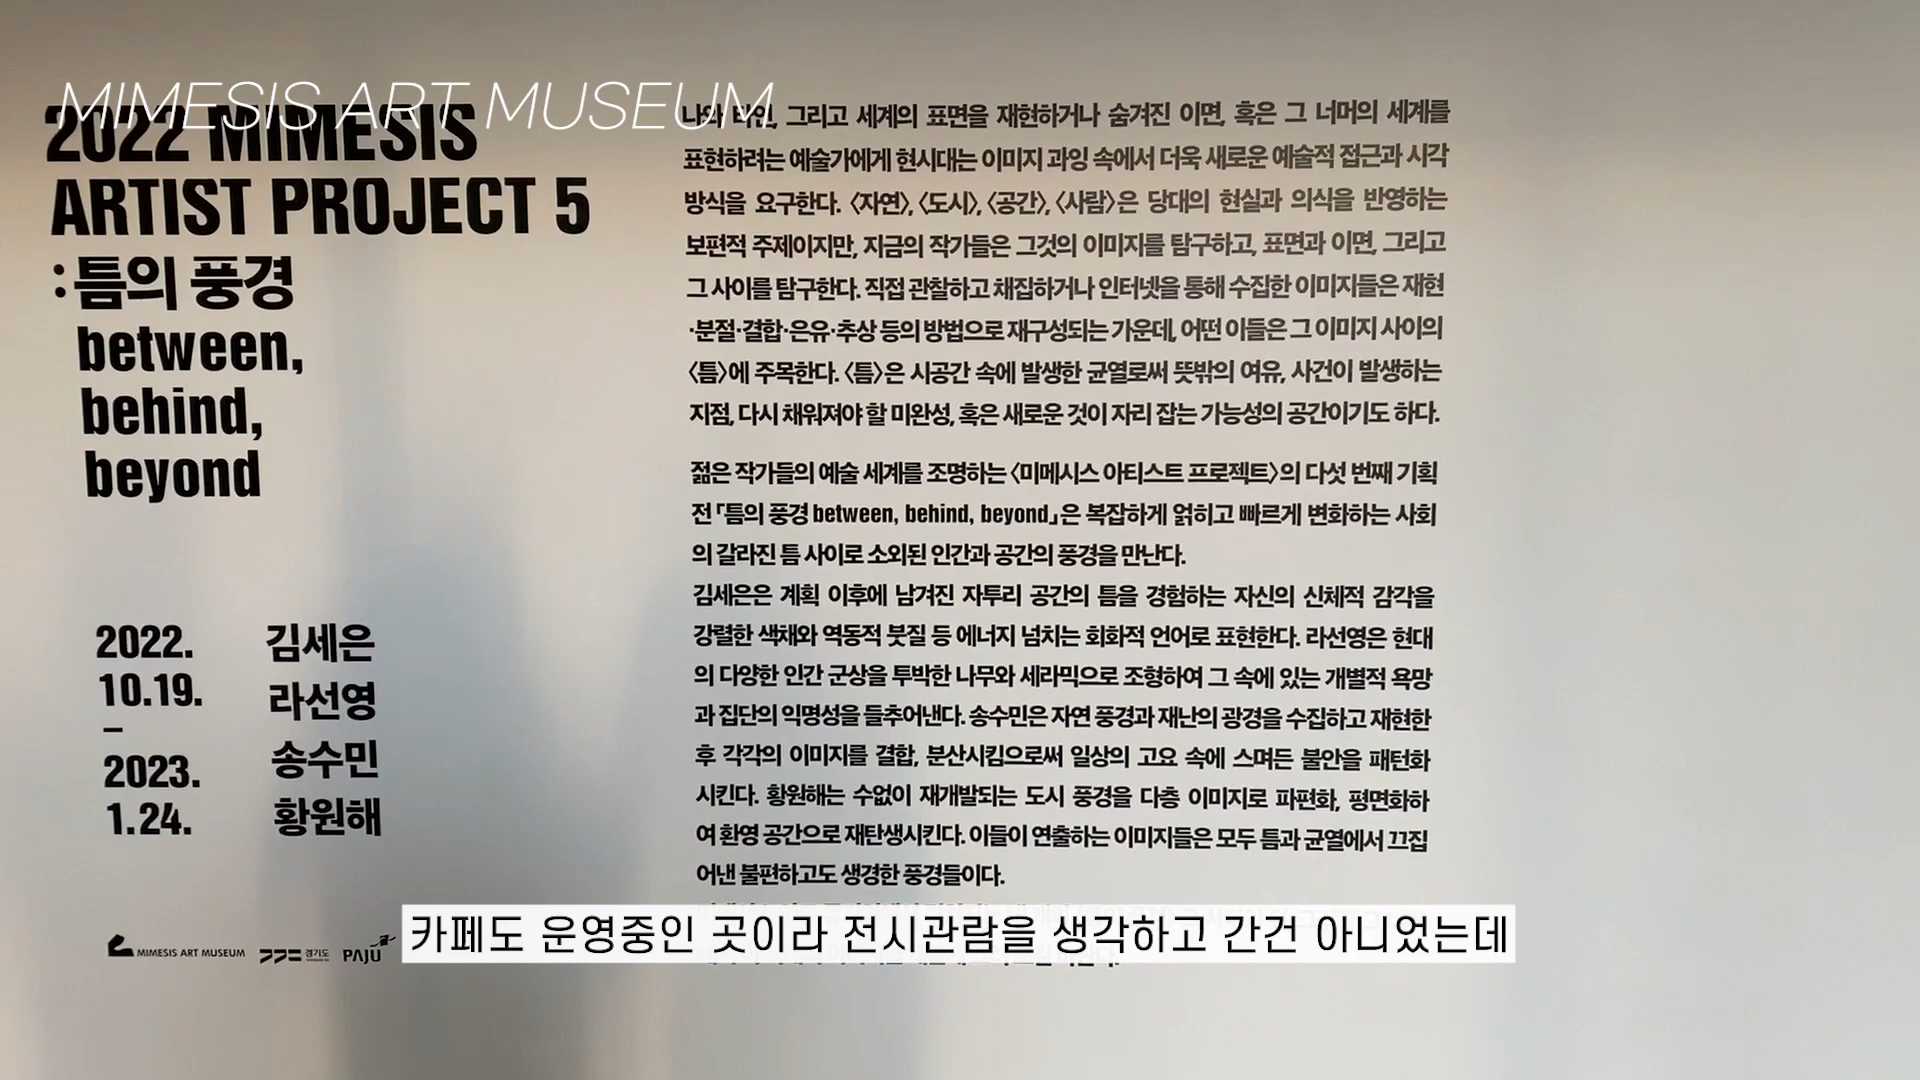 MIMESIS ART MUSEUM
2022 MIMESIS
ARTIST PROJECT 5
:틈의 풍경
between,
behind,
beyond
2022.
10.19.
–
2023.
1.24.
김세은
라선영
송수민
황원해
MIMESIS ART MUSEUM
경기도
PAJU
나와 타인, 그리고 세계의 표면을 재현하거나 숨겨진 이면, 혹은 그 너머의 세계를
표현하려는 예술가에게 현시대는 이미지 과잉 속에서 더욱 새로운 예술적 접근과 시각
방식을 요구한다. 〈자연〉, 〈도시〉, 〈공간〉, 〈사람〉은 당대의 현실과 의식을 반영하는
보편적 주제이지만, 지금의 작가들은 그것의 이미지를 탐구하고, 표면과 이면, 그리고
그 사이를 탐구한다. 직접 관찰하고 채집하거나 인터넷을 통해 수집한 이미지들은 재현
·분절·결합·은유·추상 등의 방법으로 재구성되는 가운데, 어떤 이들은 그 이미지 사이의
〈틈〉에 주목한다. 〈틈〉은 시공간 속에 발생한 균열로써 뜻밖의 여유, 사건이 발생하는
지점, 다시 채워져야 할 미완성, 혹은 새로운 것이 자리 잡는 가능성의 공간이기도 하다.
젊은 작가들의 예술 세계를 조명하는 〈미메시스 아티스트 프로젝트〉의 다섯 번째 기획
전 「틈의 풍경 between, behind, beyond」은 복잡하게 얽히고 빠르게 변화하는 사회
의 갈라진 틈 사이로 소외된 인간과 공간의 풍경을 만난다.
김세은은 계획 이후에 남겨진 자투리 공간의 틈을 경험하는 자신의 신체적 감각을
강렬한 색채와 역동적 붓질 등 에너지 넘치는 회화적 언어로 표현한다. 라선영은 현대
의 다양한 인간 군상을 투박한 나무와 세라믹으로 조형하여 그 속에 있는 개별적 욕망
과 집단의 익명성을 들추어낸다. 송수민은 자연 풍경과 재난의 광경을 수집하고 재현한
후 각각의 이미지를 결합, 분산시킴으로써 일상의 고요 속에 스며든 불안을 패턴화
시킨다. 황원해는 수없이 재개발되는 도시 풍경을 다층 이미지로 파편화, 평면화하
여 환영 공간으로 재탄생시킨다. 이들이 연출하는 이미지들은 모두 틈과 균열에서 끄집
어낸 불편하고도 생경한 풍경들이다.
카페도 운영중인 곳이라 전시관람을 생각하고 간건 아니었는데